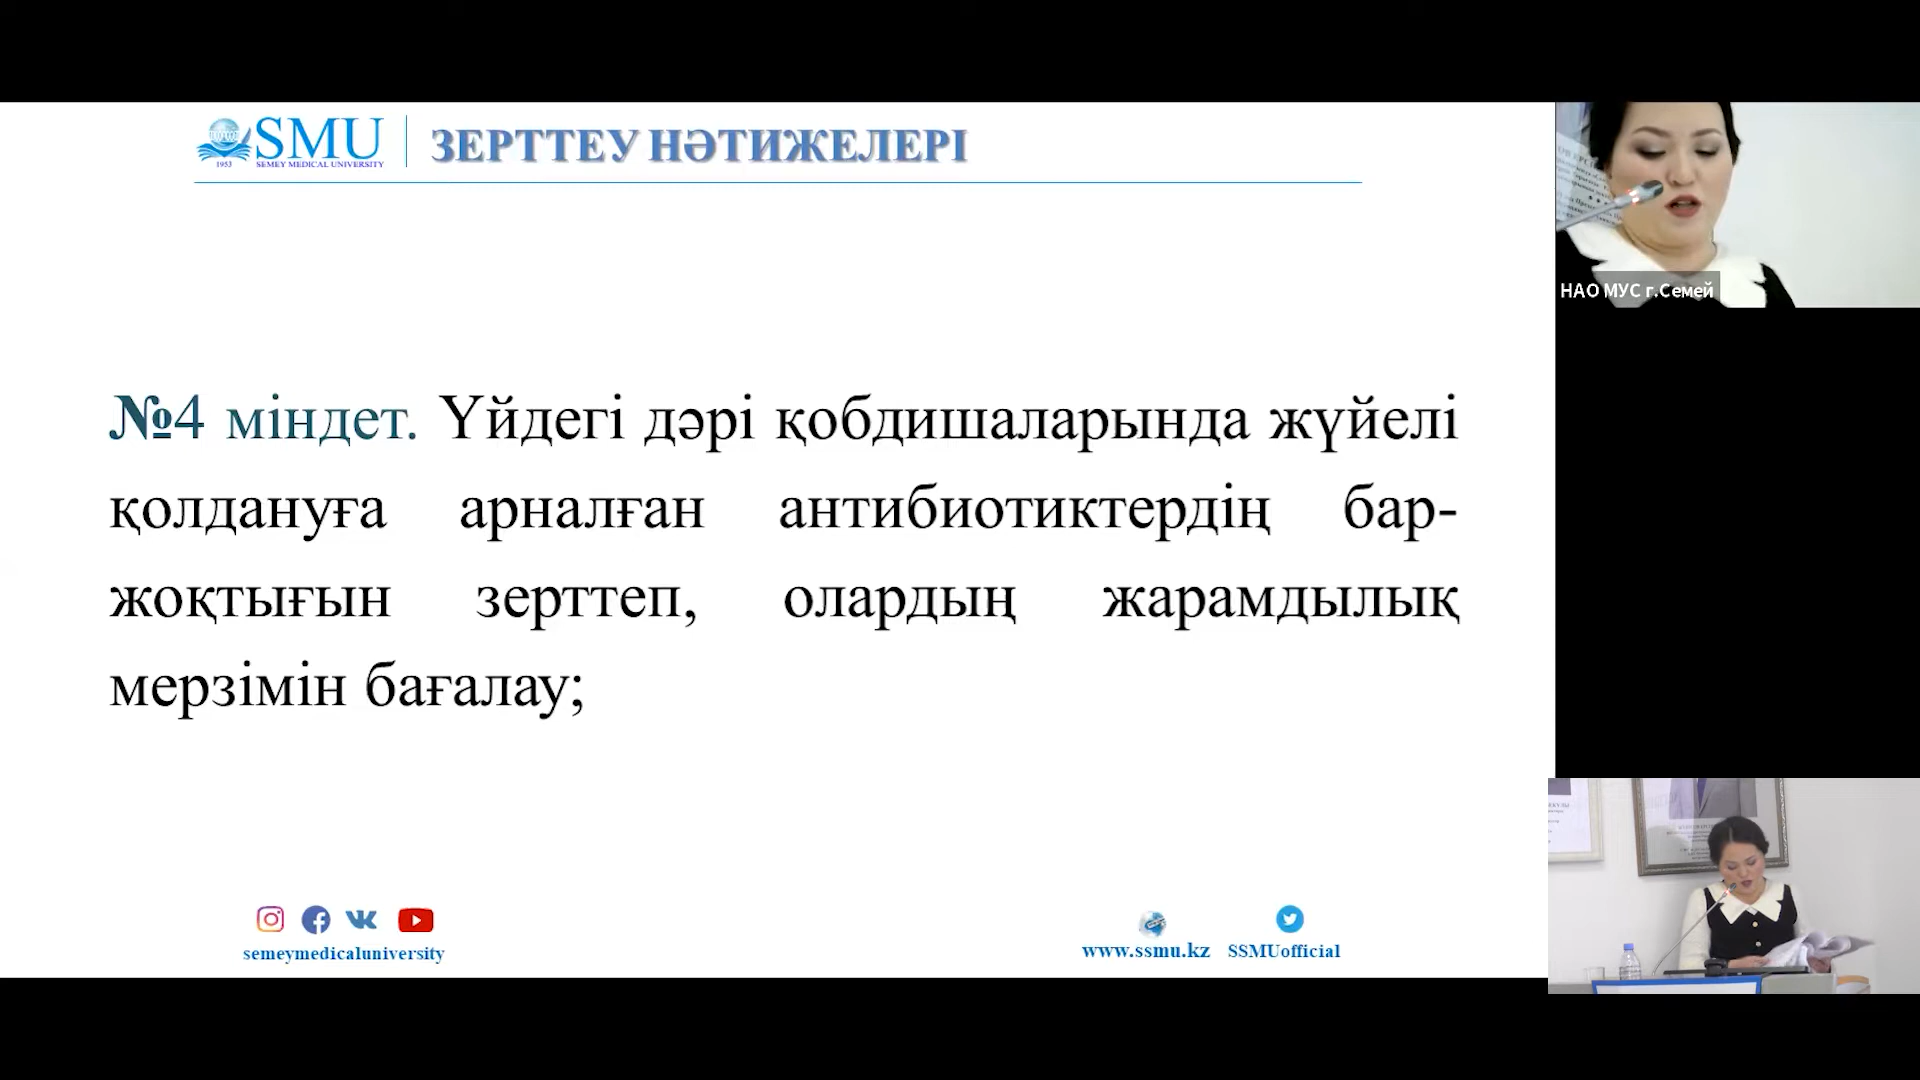 SMU
1953 SEMEY MEDICAL UNIVERSITY
ЗЕРТТЕУ НӘТИЖЕЛЕРІ
№4 міндет. Үйдегі дәрі қобдишаларында жүйелі
қолдануға арналған антибиотиктердің бар-
жоқтығын зерттеп, олардың жарамдылық
мерзімін бағалау;
semeymedicaluniversity
www.ssmu.kz SSMUofficial
НАО МУС г.Семей